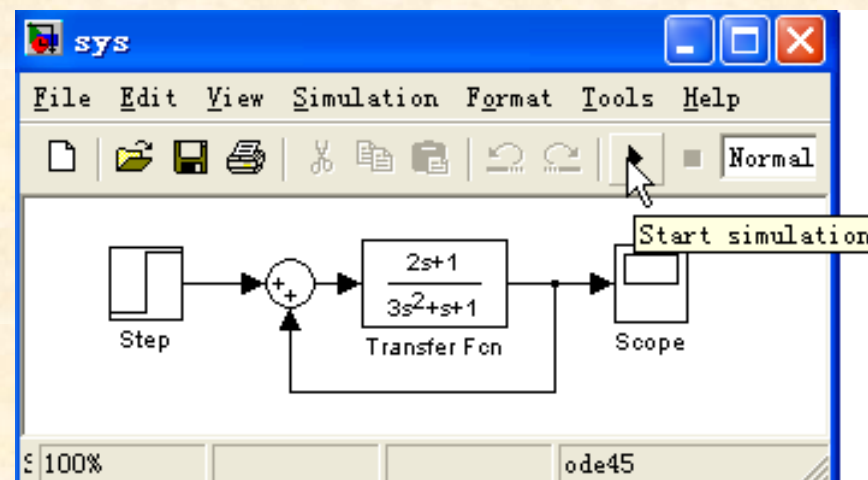 sys
File Edit View Simulation Format Tools Help
Normal
Start simulation
+
+
2s+1
3s²+s+1
Step
Transfer Fcn
Scope
100%
ode45